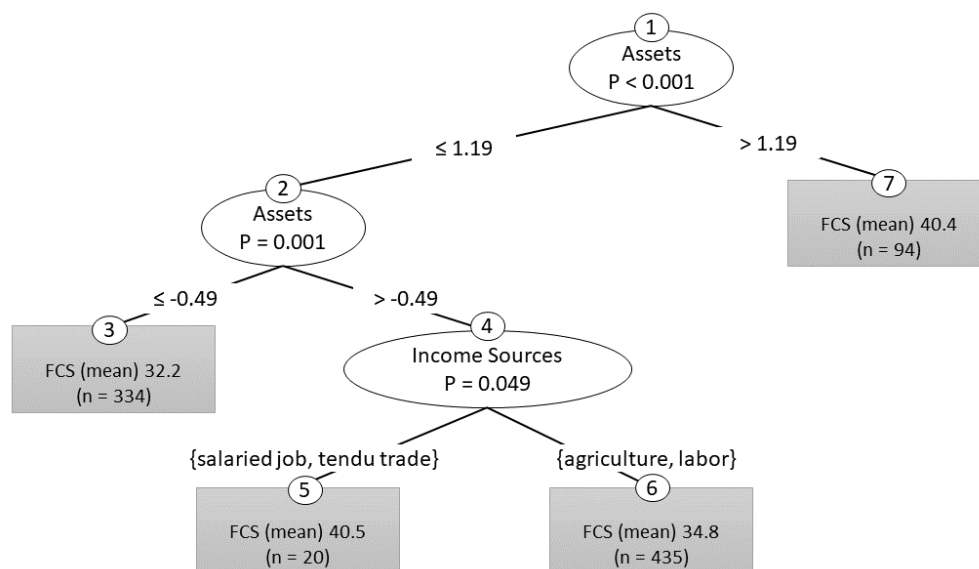 1
Assets
P < 0.001
≤ 1.19
> 1.19
2
Assets
P = 0.001
7
FCS (mean) 40.4
(n = 94)
≤ -0.49
> -0.49
3
FCS (mean) 32.2
(n = 334)
4
Income Sources
P = 0.049
{salaried job, tendu trade}
{agriculture, labor}
5
FCS (mean) 40.5
(n = 20)
6
FCS (mean) 34.8
(n = 435)